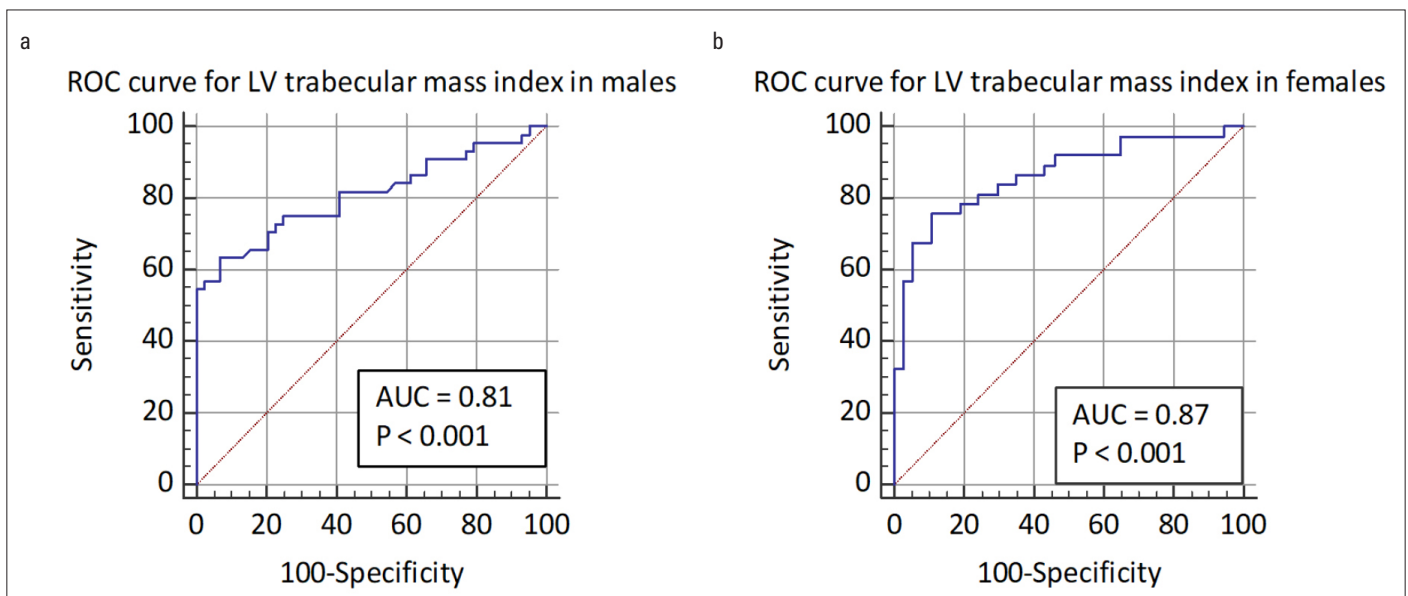 a
ROC curve for LV trabecular mass index in males
100
80
60
40
20
0
Sensitivity
AUC = 0.81
P < 0.001
0 20 40 60 80 100
100-Specificity
b
ROC curve for LV trabecular mass index in females
100
80
60
40
20
0
Sensitivity
AUC = 0.87
P < 0.001
0 20 40 60 80 100
100-Specificity